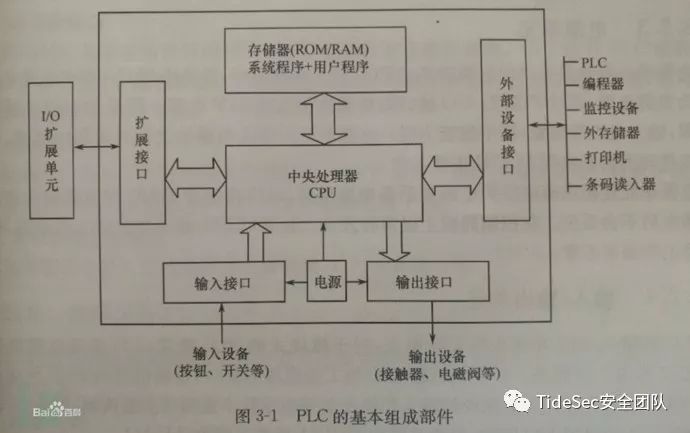 存储器(ROM/RAM)
系统程序+用户程序
I/O
扩展单元
扩展接口
中央处理器
CPU
外部设备接口
PLC
编程器
监控设备
外存储器
打印机
条码读入器
输入接口
电源
输出接口
输入设备
(按钮、开关等)
输出设备
(接触器、电磁阀等)
图 3-1 PLC的基本组成部件
Bai百科
TideSec安全团队